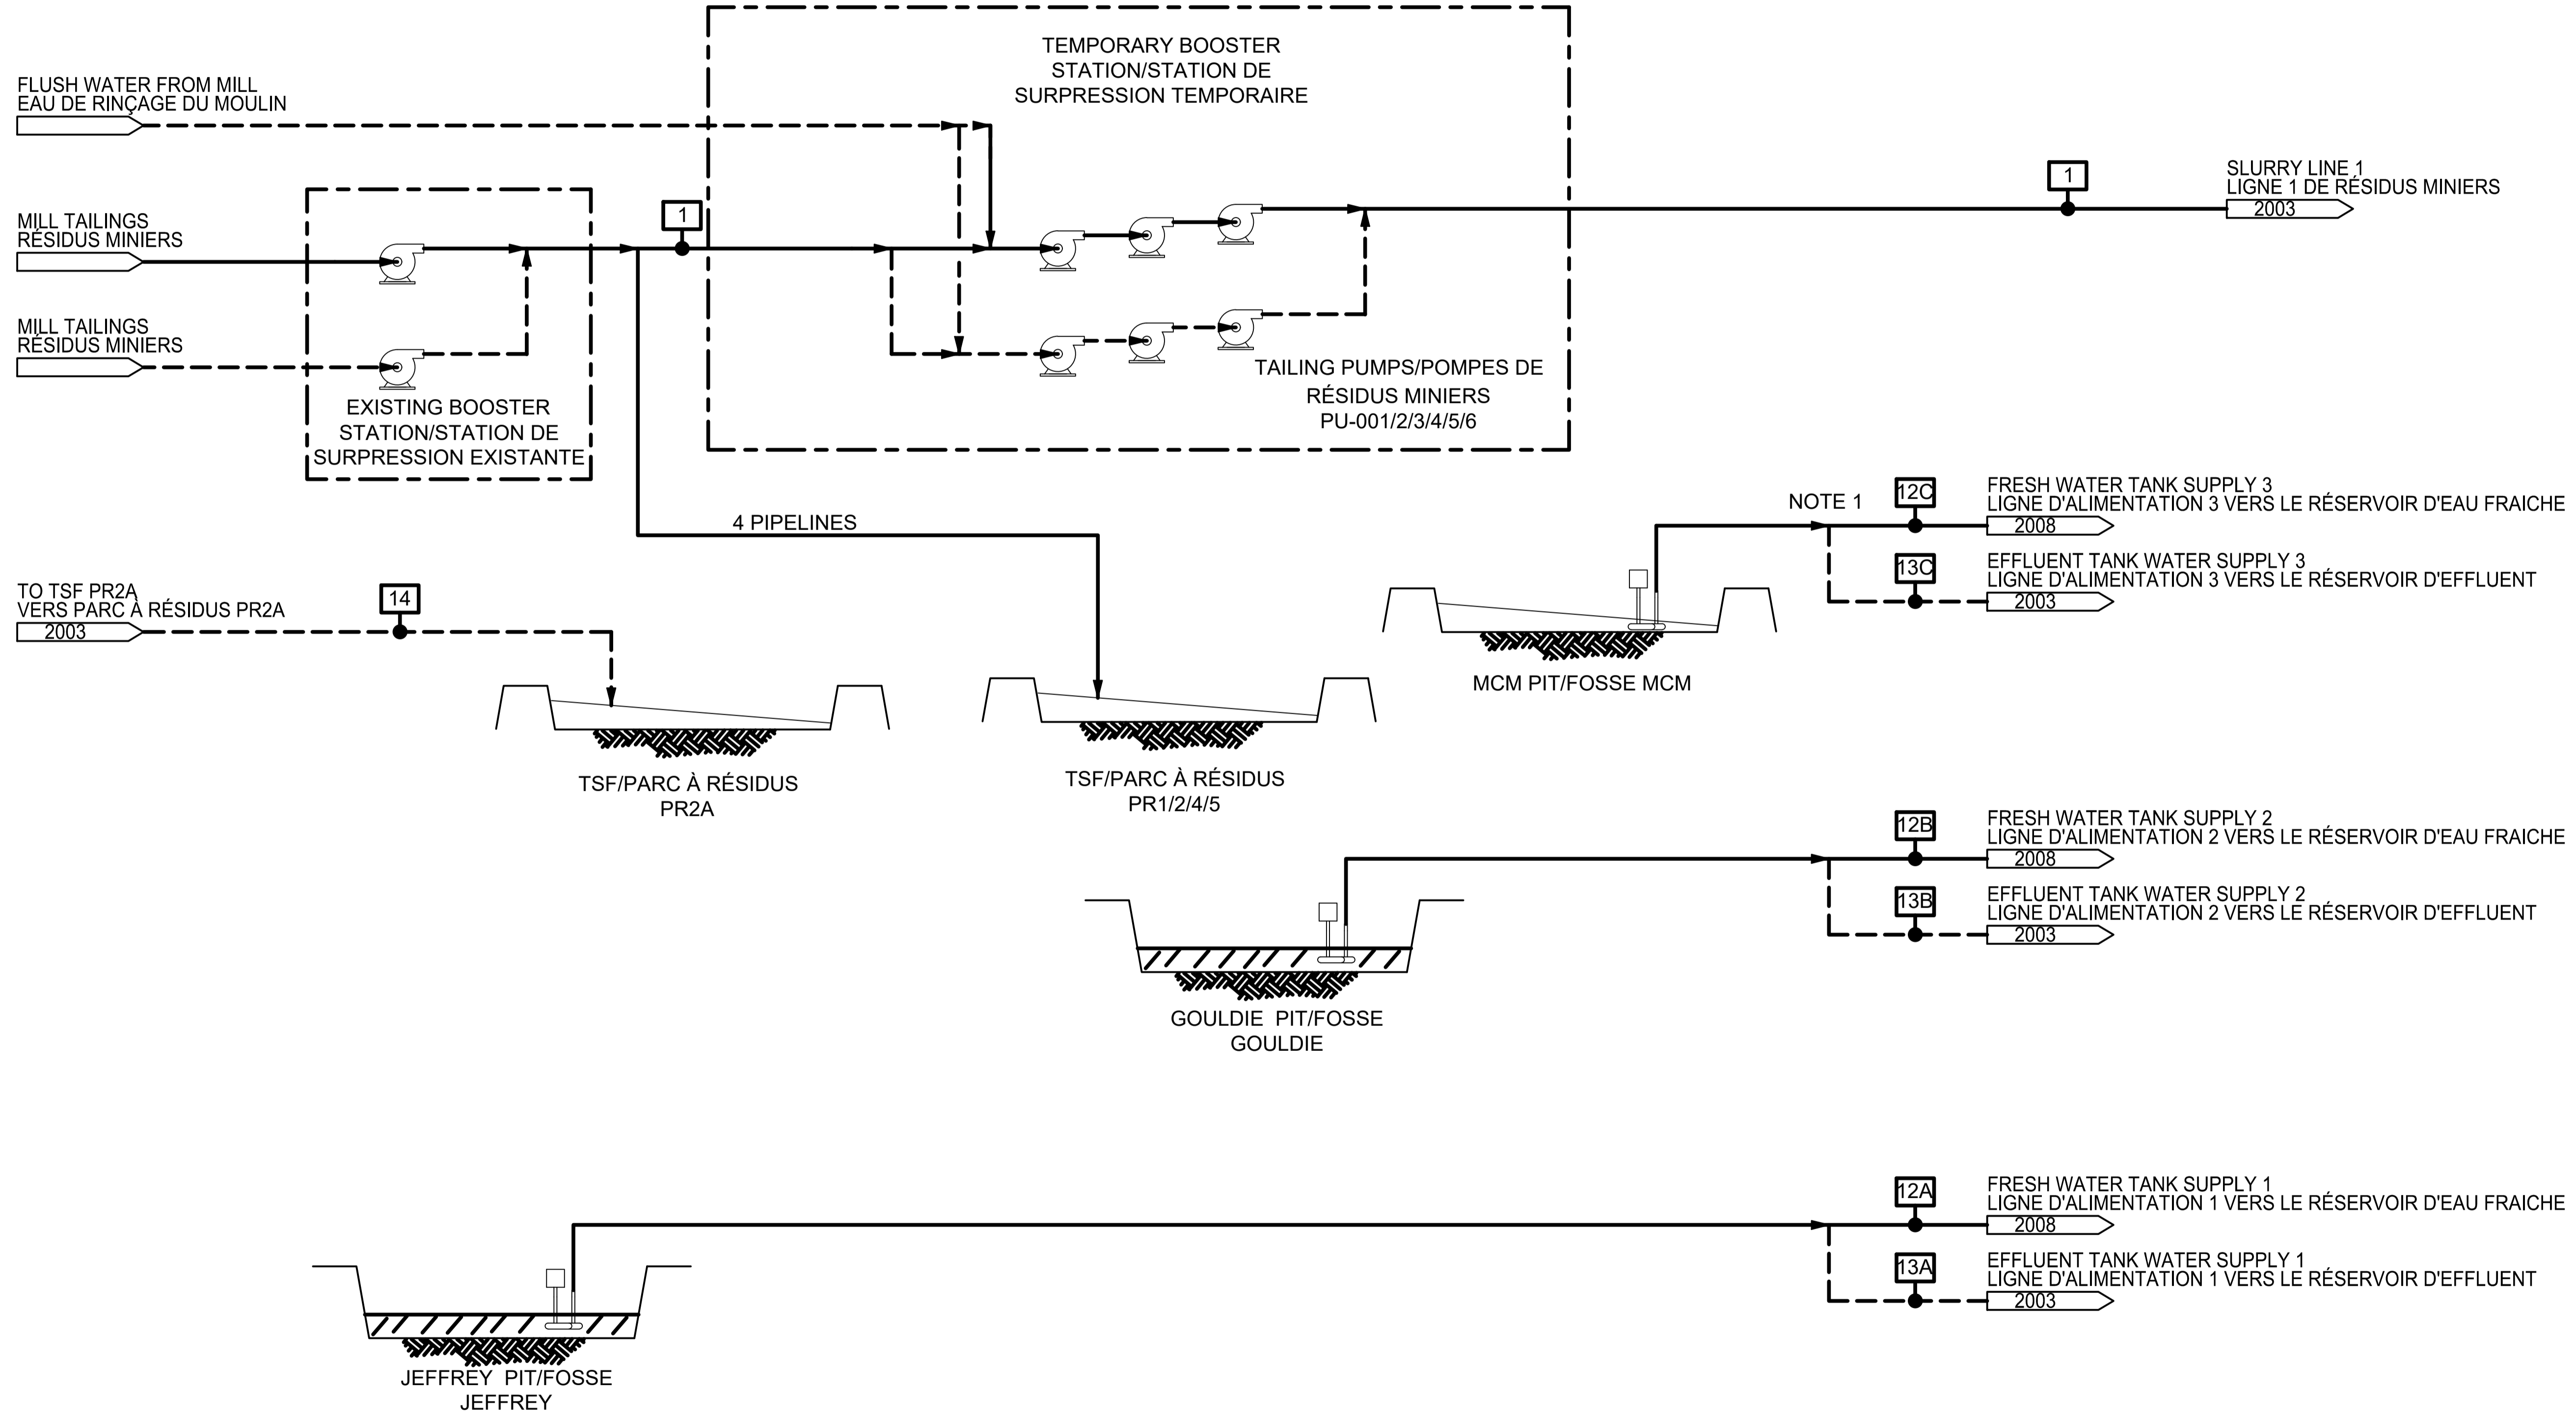 TEMPORARY BOOSTER
STATION/STATION DE
SURPRESSION TEMPORAIRE
FLUSH WATER FROM MILL
EAU DE RINÇAGE DU MOULIN
1
SLURRY LINE 1
LIGNE 1 DE RÉSIDUS MINIERS
2003
MILL TAILINGS
RÉSIDUS MINIERS
1
MILL TAILINGS
RÉSIDUS MINIERS
EXISTING BOOSTER
STATION/STATION DE
SURPRESSION EXISTANTE
TAILING PUMPS/POMPES DE
RÉSIDUS MINIERS
PU-001/2/3/4/5/6
4 PIPELINES
NOTE 1
12C
FRESH WATER TANK SUPPLY 3
LIGNE D'ALIMENTATION 3 VERS LE RÉSERVOIR D'EAU FRAICHE
2008
13C
EFFLUENT TANK WATER SUPPLY 3
LIGNE D'ALIMENTATION 3 VERS LE RÉSERVOIR D'EFFLUENT
2003
TO TSF PR2A
VERS PARC À RÉSIDUS PR2A
2003
14
MCM PIT/FOSSE MCM
TSF/PARC À RÉSIDUS
PR2A
TSF/PARC À RÉSIDUS
PR1/2/4/5
12B
FRESH WATER TANK SUPPLY 2
LIGNE D'ALIMENTATION 2 VERS LE RÉSERVOIR D'EAU FRAICHE
2008
13B
EFFLUENT TANK WATER SUPPLY 2
LIGNE D'ALIMENTATION 2 VERS LE RÉSERVOIR D'EFFLUENT
2003
GOULDIE PIT/FOSSE
GOULDIE
12A
FRESH WATER TANK SUPPLY 1
LIGNE D'ALIMENTATION 1 VERS LE RÉSERVOIR D'EAU FRAICHE
2008
13A
EFFLUENT TANK WATER SUPPLY 1
LIGNE D'ALIMENTATION 1 VERS LE RÉSERVOIR D'EFFLUENT
2003
JEFFREY PIT/FOSSE
JEFFREY